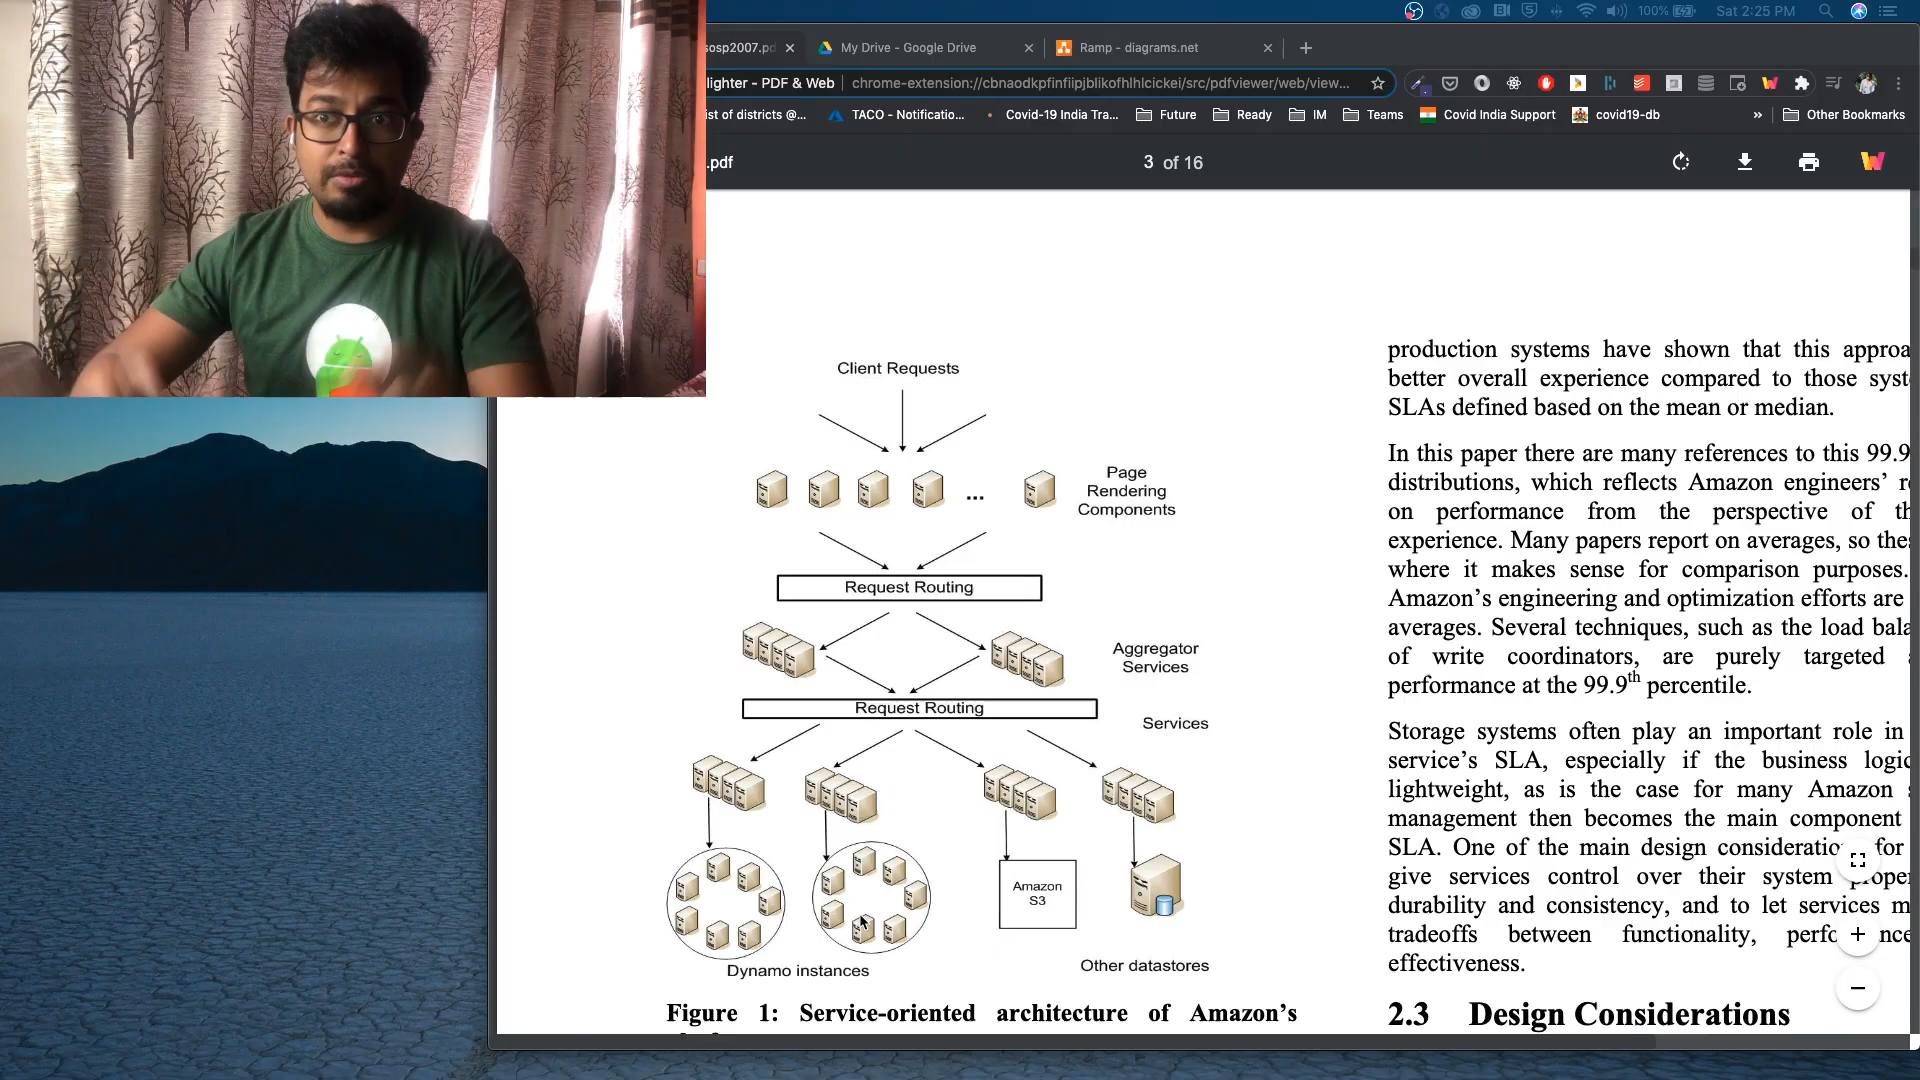 100%
Sat 2:25 PM
sosp2007.pd
My Drive - Google Drive
Ramp - diagrams.net
lighter - PDF & Web
chrome-extension://cbnaodkpfinfiipjblikofhlhlcickei/src/pdfviewer/web/view...
ist of districts @...
TACO - Notificatio...
Covid-19 India Tra...
Future
Ready
IM
Teams
Covid India Support
covid19-db
»
Other Bookmarks
.pdf
3 of 16
Client Requests
Page
Rendering
Components
...
Request Routing
Aggregator
Services
Request Routing
Services
Amazon
S3
Dynamo instances
Other datastores
Figure 1: Service-oriented architecture of Amazon's
production systems have shown that this approa
better overall experience compared to those syst
SLAs defined based on the mean or median.
In this paper there are many references to this 99.9
distributions, which reflects Amazon engineers' r
on performance from the perspective of th
experience. Many papers report on averages, so thes
where it makes sense for comparison purposes.
Amazon's engineering and optimization efforts are
averages. Several techniques, such as the load bala
of write coordinators, are purely targeted
performance at the 99.9th percentile.
Storage systems often play an important role in
service's SLA, especially if the business logic
lightweight, as is the case for many Amazon
management then becomes the main component
SLA. One of the main design consideratio for
give services control over their system proper
durability and consistency, and to let services m
tradeoffs between functionality, perfo nce
effectiveness.
2.3 Design Considerations